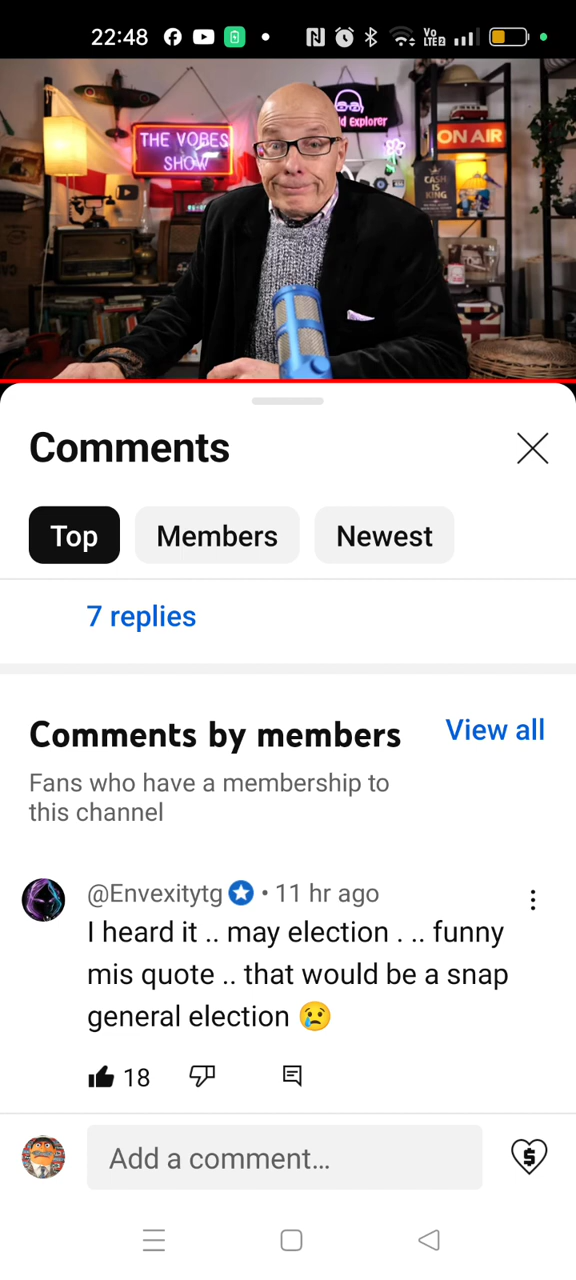 22:48
Vo
LTE2
THE VOBES
SHOW
ld Explorer
ON AIR
CASH
IS
KING
Comments
Top
Members
Newest
7 replies
Comments by members
View all
Fans who have a membership to
this channel
@Envexitytg • 11 hr ago
I heard it .. may election . .. funny
mis quote .. that would be a snap
general election 😢
18
Add a comment...